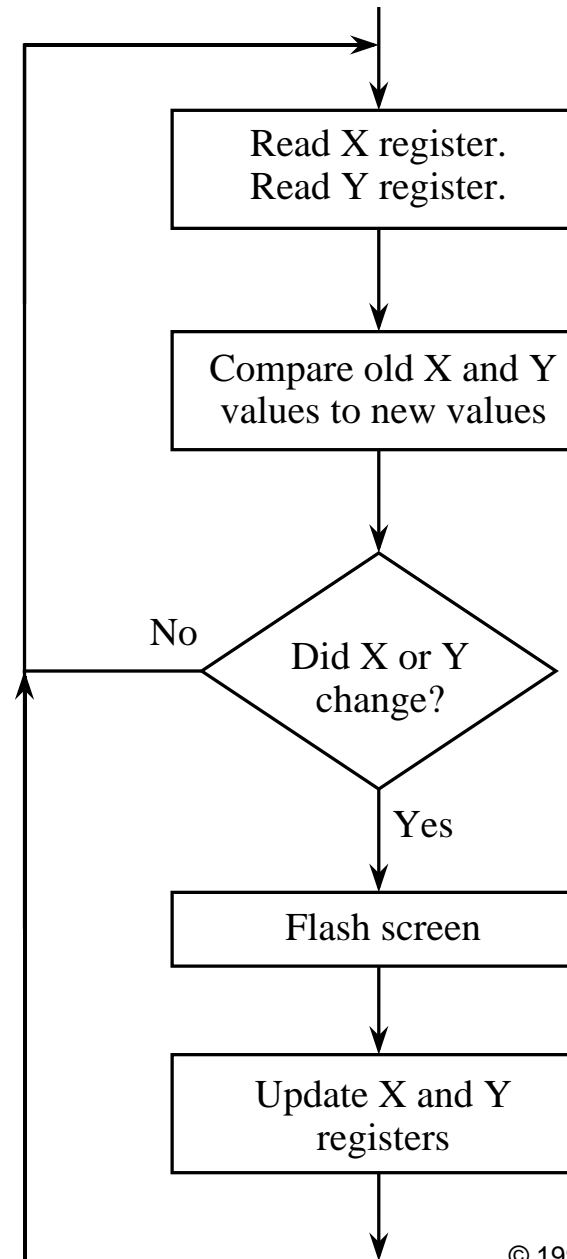 Read X register.
Read Y register.
Compare old X and Y
values to new values
No
Did X or Y
change?
Yes
Flash screen
Update X and Y
registers
©